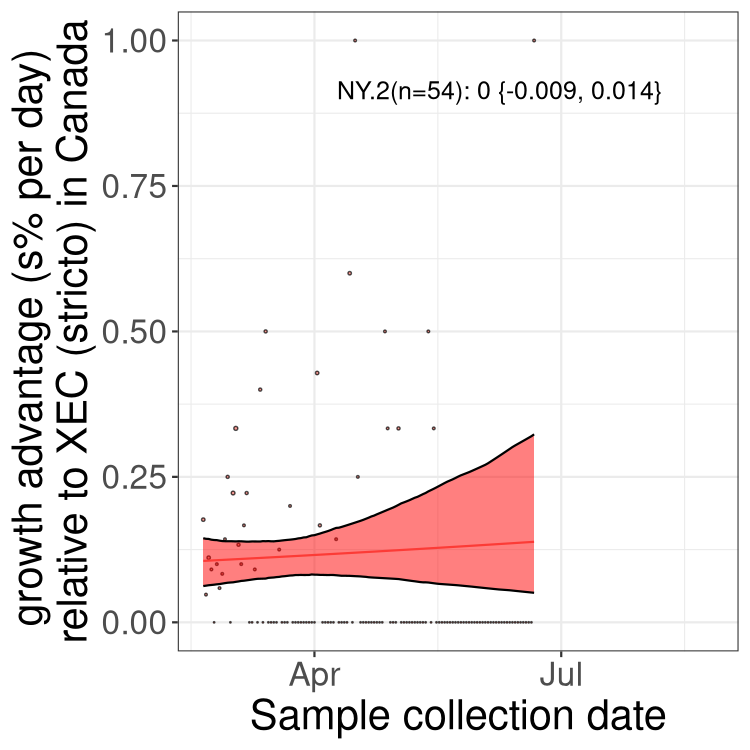 growth advantage (s% per day)
relative to XEC (stricto) in Canada
1.00
0.75
0.50
0.25
0.00
NY.2(n=54): 0 {-0.009, 0.014}
Apr
Jul
Sample collection date